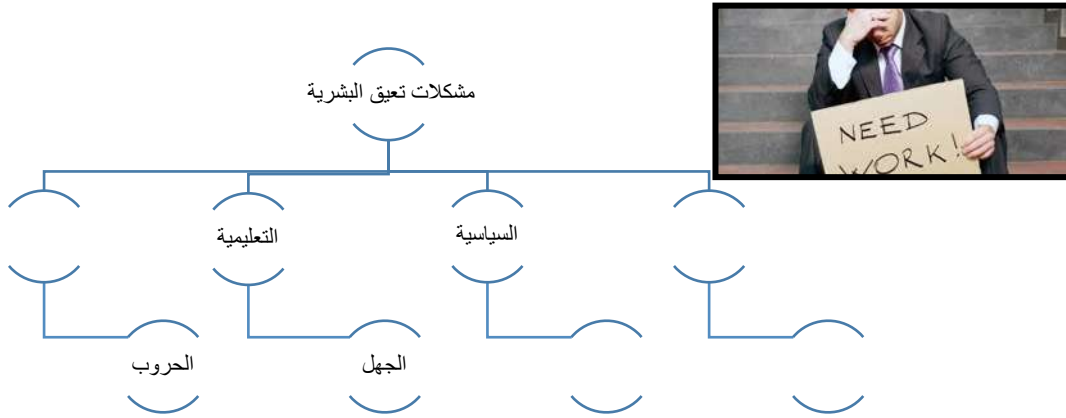 مشكلات تعيق البشرية
NEED
WORK!
السياسية
التعليمية
الجهل
الحروب